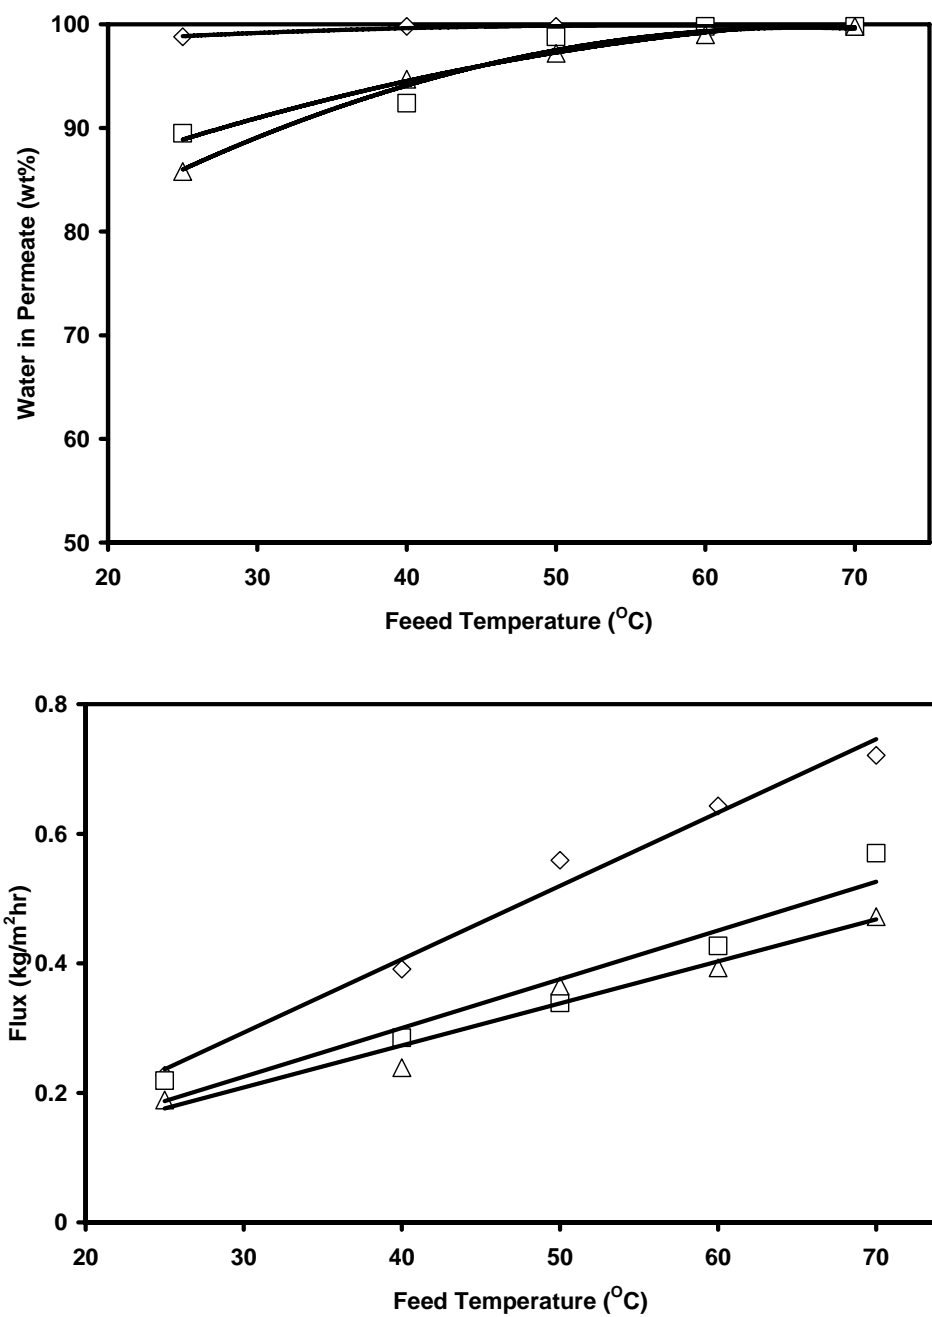 100
90
80
70
60
50
Water in Permeate (wt%)
20 30 40 50 60 70
Feeed Temperature (OC)
0.8
0.6
0.4
0.2
0
Flux (kg/m2hr)
20 30 40 50 60 70
Feed Temperature (OC)